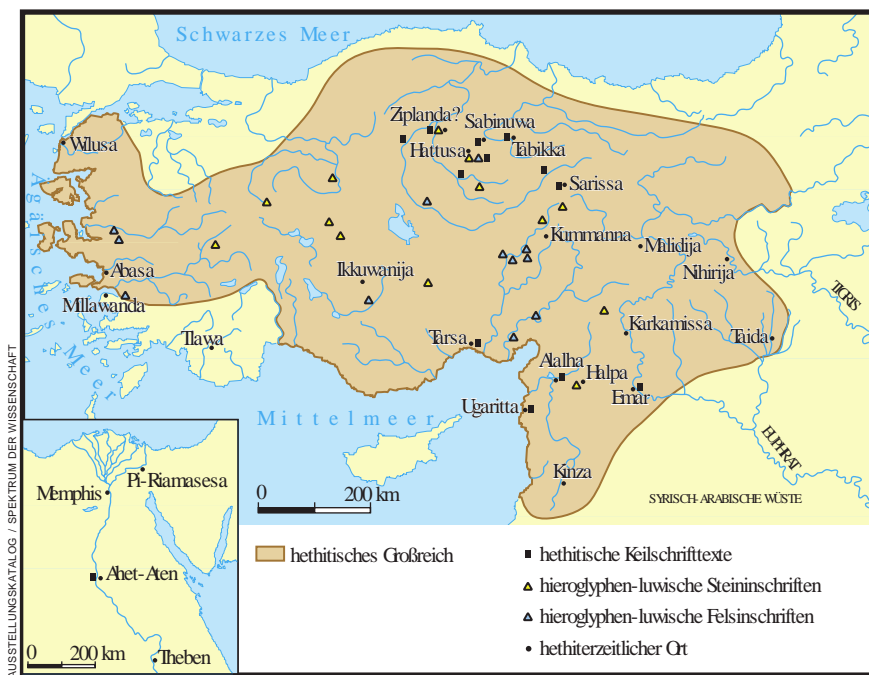 Schwarzes Meer
Ziplanda?
Sabinuwa
Wilusa
Hattusa
Tabikka
Sarissa
Ägäisches Meer
Kummanna
Malidija
Nihirija
Abasa
Ikkuwanija
Millawanda
TIGRIS
Karkamissa
Taida
Tlawa
Tarsa
Alalha
Halpa
Emar
Ugaritta
Mittelmeer
EUPHRAT
Kinza
0 200 km
SYRISCH-ARABISCHE WÜSTE
Pi-Riamasesa
Memphis
Ahet-Aten
Theben
0 200 km
hethitisches Großreich
hethitische Keilschrifttexte
hieroglyphen-luwische Steininschriften
hieroglyphen-luwische Felsinschriften
hethiterzeitlicher Ort
AUSSTELLUNGSKATALOG / SPEKTRUM DER WISSENSCHAFT